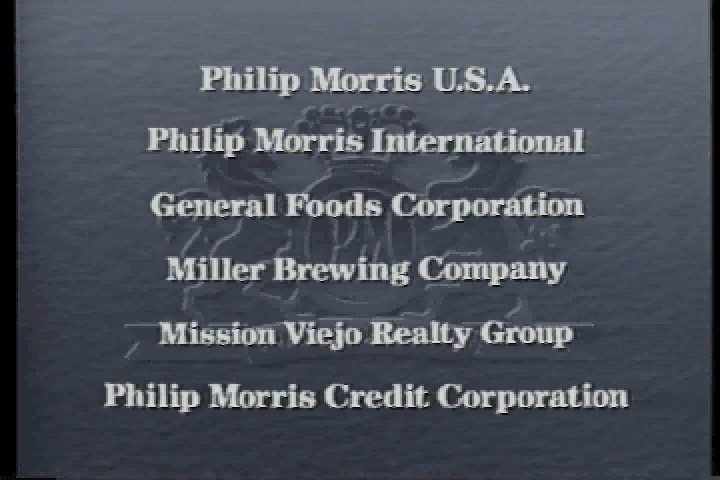 Philip Morris U.S.A.
Philip Morris International
General Foods Corporation
Miller Brewing Company
Mission Viejo Realty Group
Philip Morris Credit Corporation